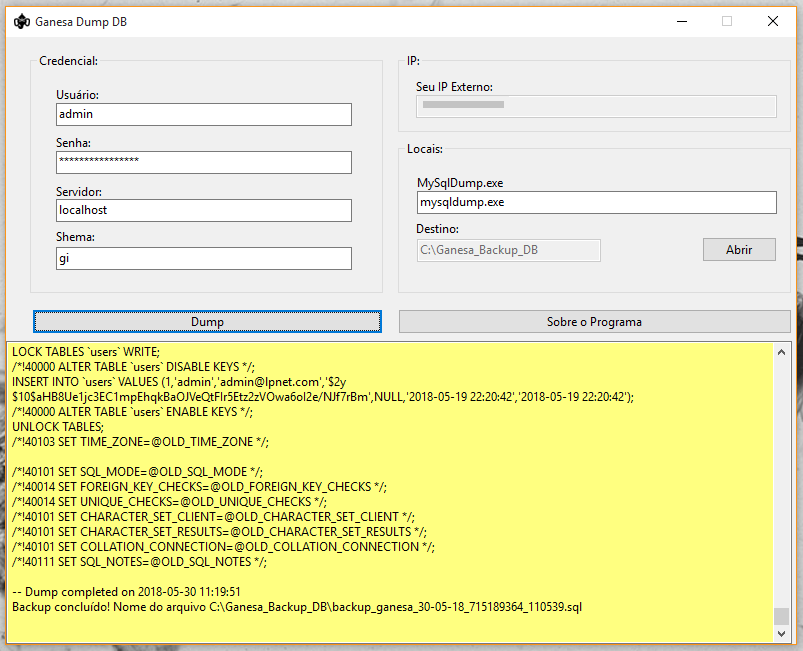 Ganesa Dump DB
Credencial:
Usuário:
admin
Senha:
****************
Servidor:
localhost
Shema:
gi
IP:
Seu IP Externo:
Locais:
MySqlDump.exe
mysqldump.exe
Destino:
C:\Ganesa_Backup_DB
Abrir
Dump
Sobre o Programa
LOCK TABLES `users` WRITE;
/*!40000 ALTER TABLE `users` DISABLE KEYS */;
INSERT INTO `users` VALUES (1,'admin','admin@lpnet.com','$2y
$10$aHB8Ue1jc3EC1mpEhqkBaOJVeQtFIr5Etz2zVOwa6oI2e/NJf7rBm',NULL,'2018-05-19 22:20:42','2018-05-19 22:20:42');
/*!40000 ALTER TABLE `users` ENABLE KEYS */;
UNLOCK TABLES;
/*!40103 SET TIME_ZONE=@OLD_TIME_ZONE */;
/*!40101 SET SQL_MODE=@OLD_SQL_MODE */;
/*!40014 SET FOREIGN_KEY_CHECKS=@OLD_FOREIGN_KEY_CHECKS */;
/*!40014 SET UNIQUE_CHECKS=@OLD_UNIQUE_CHECKS */;
/*!40101 SET CHARACTER_SET_CLIENT=@OLD_CHARACTER_SET_CLIENT */;
/*!40101 SET CHARACTER_SET_RESULTS=@OLD_CHARACTER_SET_RESULTS */;
/*!40101 SET COLLATION_CONNECTION=@OLD_COLLATION_CONNECTION */;
/*!40111 SET SQL_NOTES=@OLD_SQL_NOTES */;
-- Dump completed on 2018-05-30 11:19:51
Backup concluído! Nome do arquivo C:\Ganesa_Backup_DB\backup_ganesa_30-05-18_715189364_110539.sql